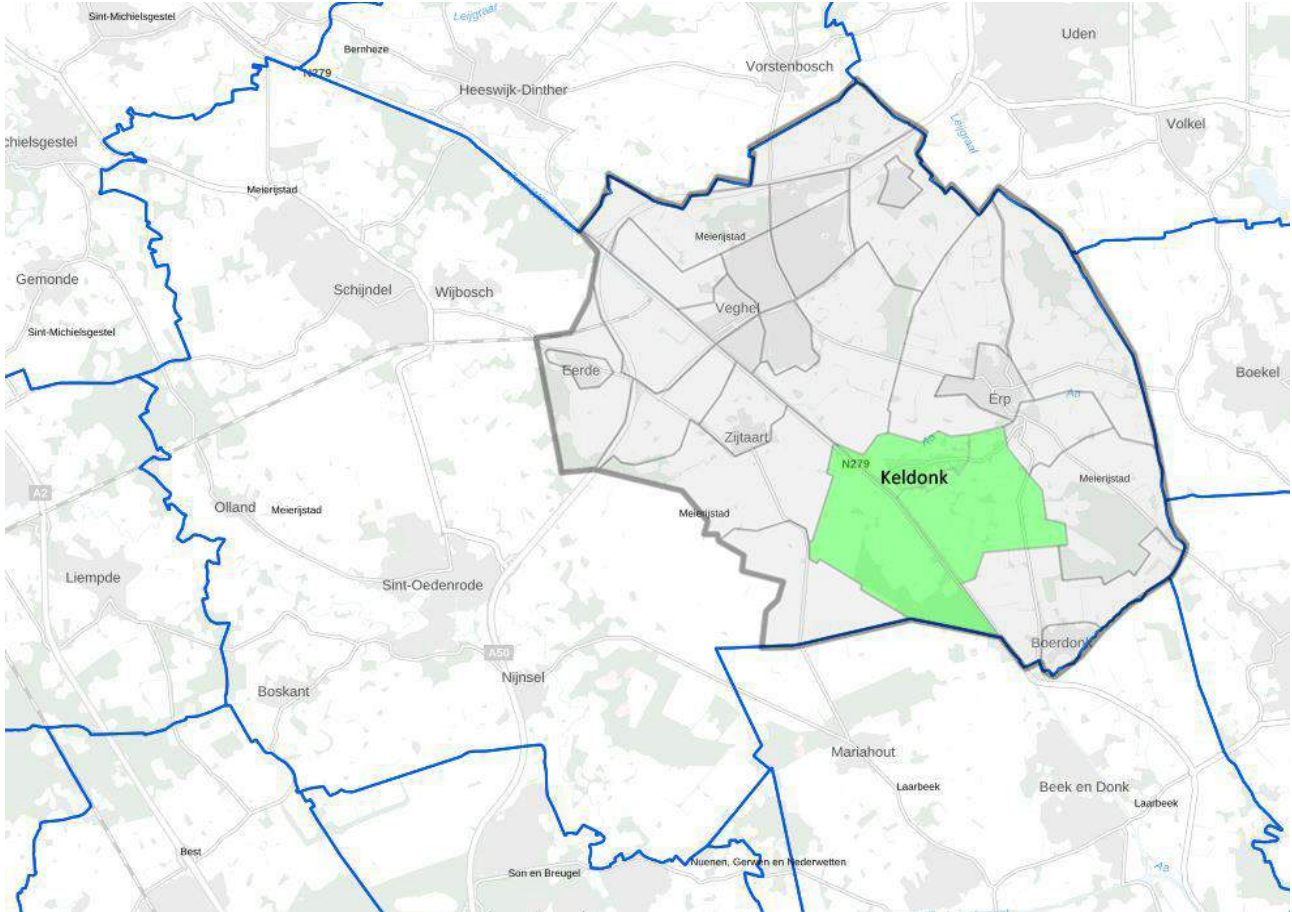 Sint-Michielsgestel
Leijgraaf
Bernheze
Uden
N279
Vorstenbosch
Heeswijk-Dinther
Volkel
Leijgraaf
chielsgestel
Meierijstad
Meierijstad
Gemonde
Schijndel
Wijbosch
Veghel
Sint-Michielsgestel
Eerde
Boekel
Erp
Aa
Zijtaart
Aa
N279
Keldonk
Meierijstad
A2
Olland
Meierijstad
Meierijstad
Liempde
Sint-Oedenrode
Boerdonk
A50
Nijnsel
Boskant
Mariahout
Laarbeek
Beek en Donk
Laarbeek
Best
Nuenen, Gerwen en Nederwetten
Son en Breugel
Aa